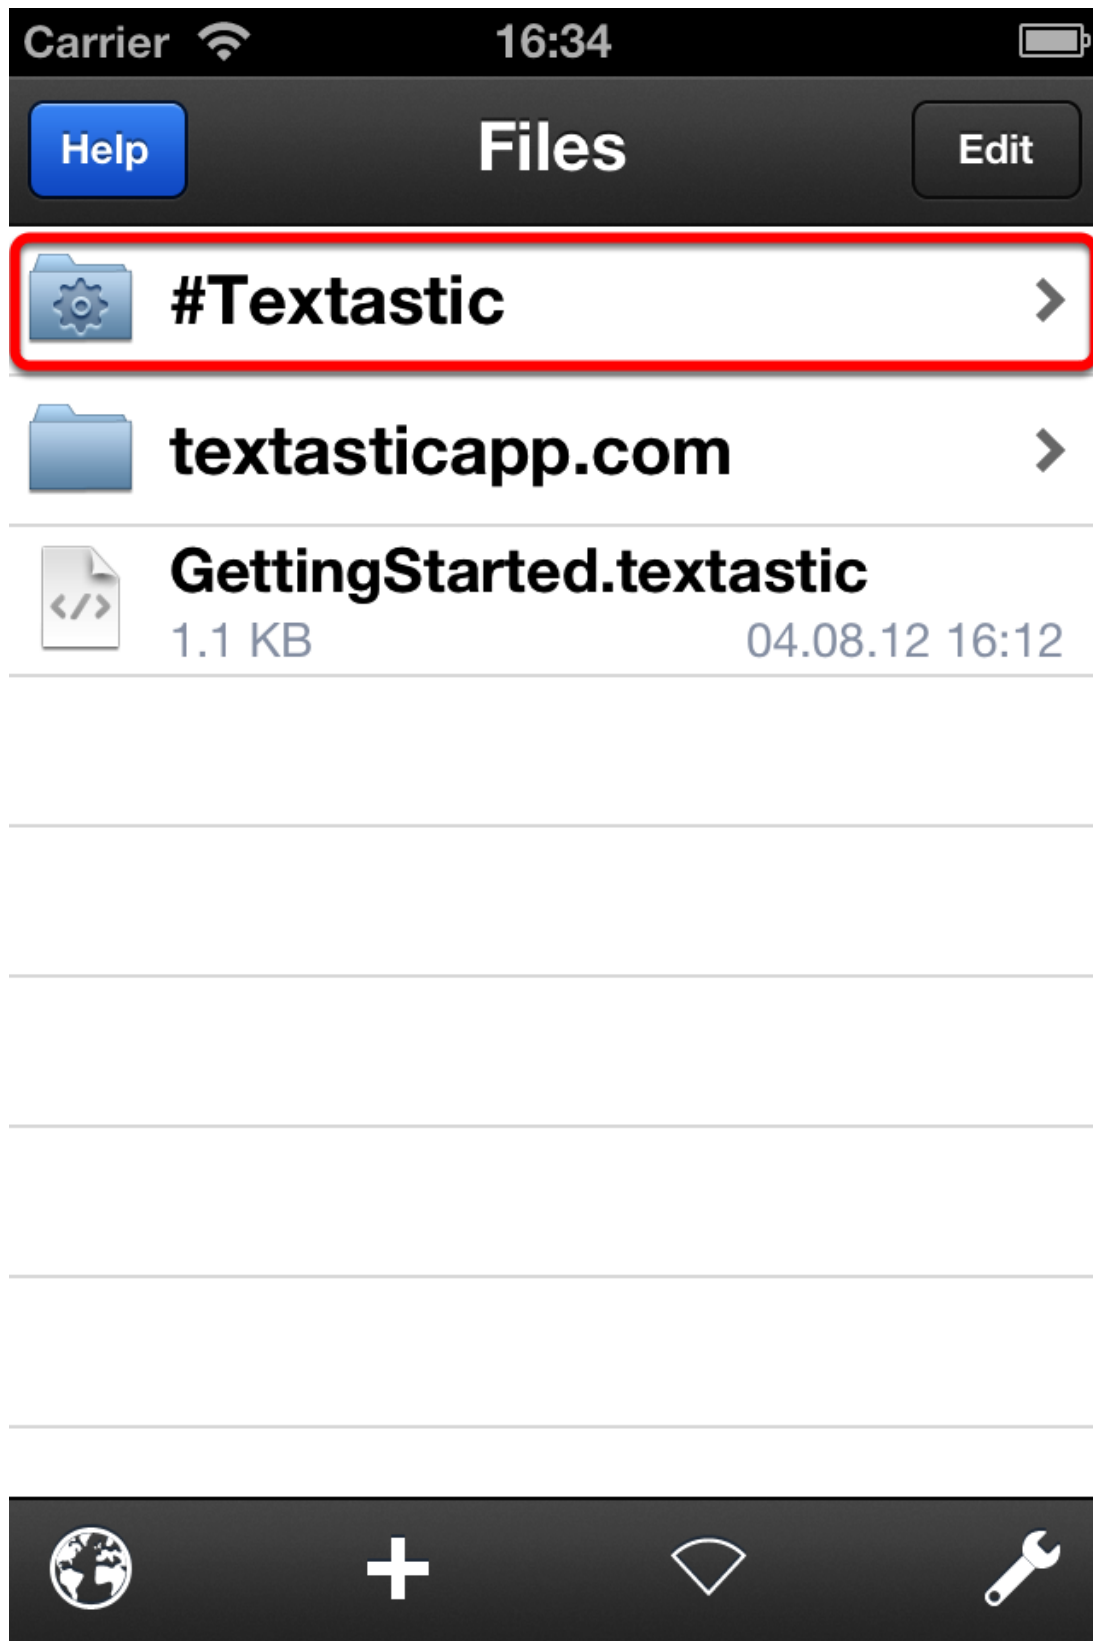 Carrier 16:34
Help Files Edit
#Textastic
textasticapp.com
</>
GettingStarted.textastic
1.1 KB 04.08.12 16:12